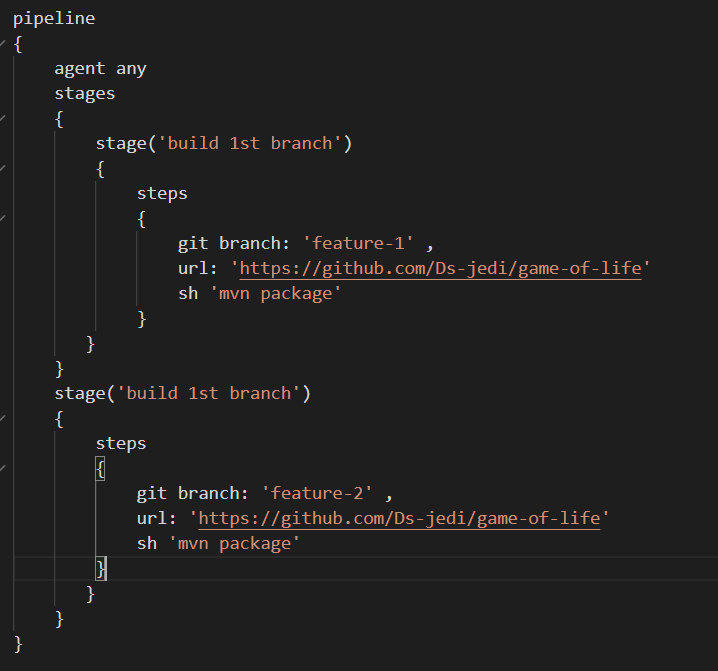 pipeline
{
    agent any
    stages
    {
        stage('build 1st branch')
        {
            steps
            {
                git branch: 'feature-1' ,
                url: 'https://github.com/Ds-jedi/game-of-life'
                sh 'mvn package'
            }
       }
    }
    stage('build 1st branch')
    {
        steps
        {
            git branch: 'feature-2' ,
            url: 'https://github.com/Ds-jedi/game-of-life'
            sh 'mvn package'
        }
       }
    }
}